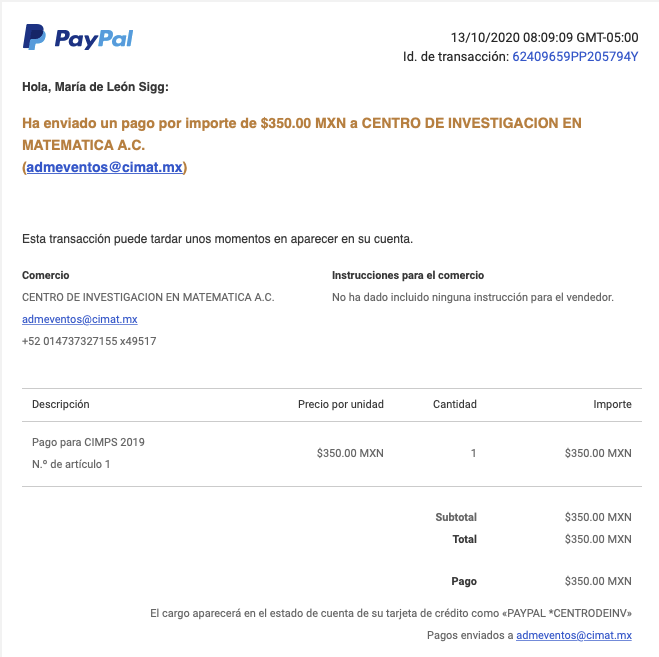 PayPal
13/10/2020 08:09:09 GMT-05:00
Id. de transacción: 62409659PP205794Y
Hola, María de León Sigg:
Ha enviado un pago por importe de $350.00 MXN a CENTRO DE INVESTIGACION EN
MATEMATICA A.C.
(admeventos@cimat.mx)
Esta transacción puede tardar unos momentos en aparecer en su cuenta.
Comercio
CENTRO DE INVESTIGACION EN MATEMATICA A.C.
admeventos@cimat.mx
+52 014737327155 x49517
Instrucciones para el comercio
No ha dado incluido ninguna instrucción para el vendedor.
Descripción Precio por unidad Cantidad Importe
Pago para CIMPS 2019
N.º de artículo 1
$350.00 MXN 1 $350.00 MXN
Subtotal $350.00 MXN
Total $350.00 MXN
Pago $350.00 MXN
El cargo aparecerá en el estado de cuenta de su tarjeta de crédito como «PAYPAL *CENTRODEINV»
Pagos enviados a admeventos@cimat.mx